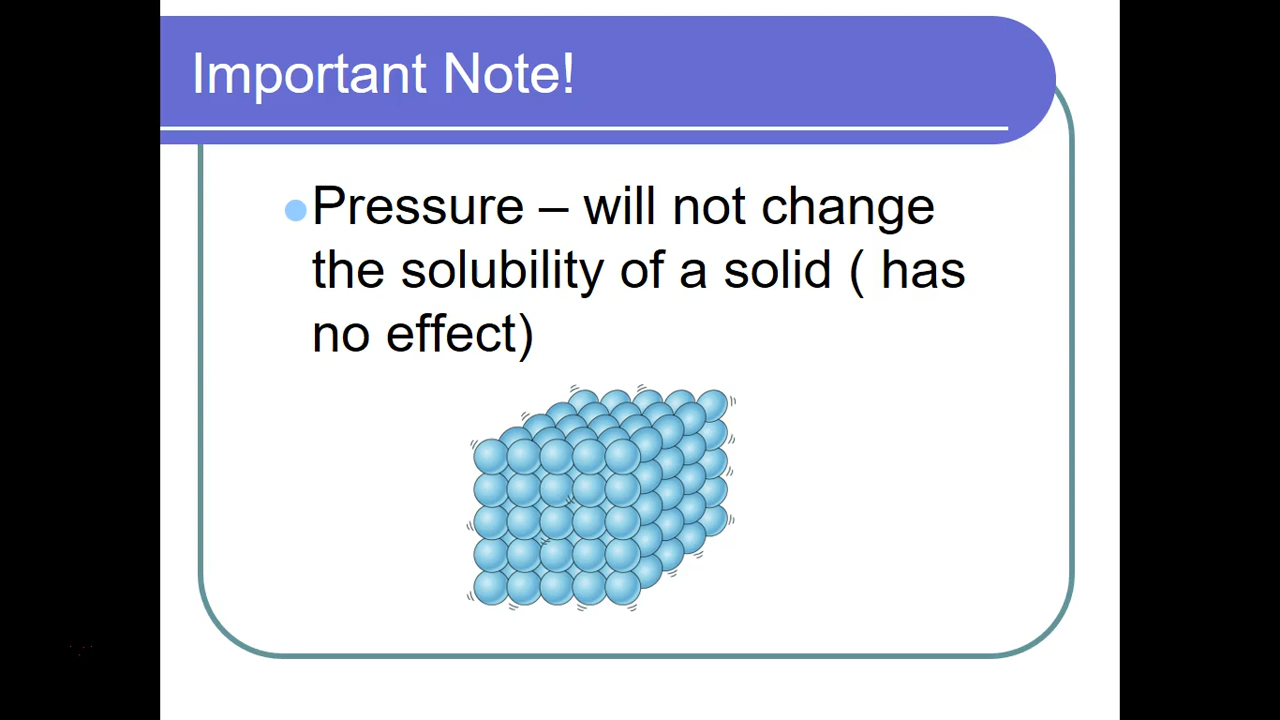 Important Note!
Pressure – will not change
the solubility of a solid ( has
no effect)